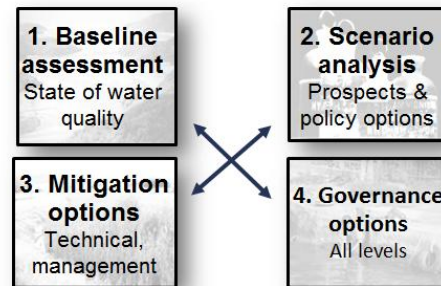 1. Baseline
assessment
State of water
quality
2. Scenario
analysis
Prospects &
policy options
3. Mitigation
options
Technical,
management
4. Governance
options
All levels